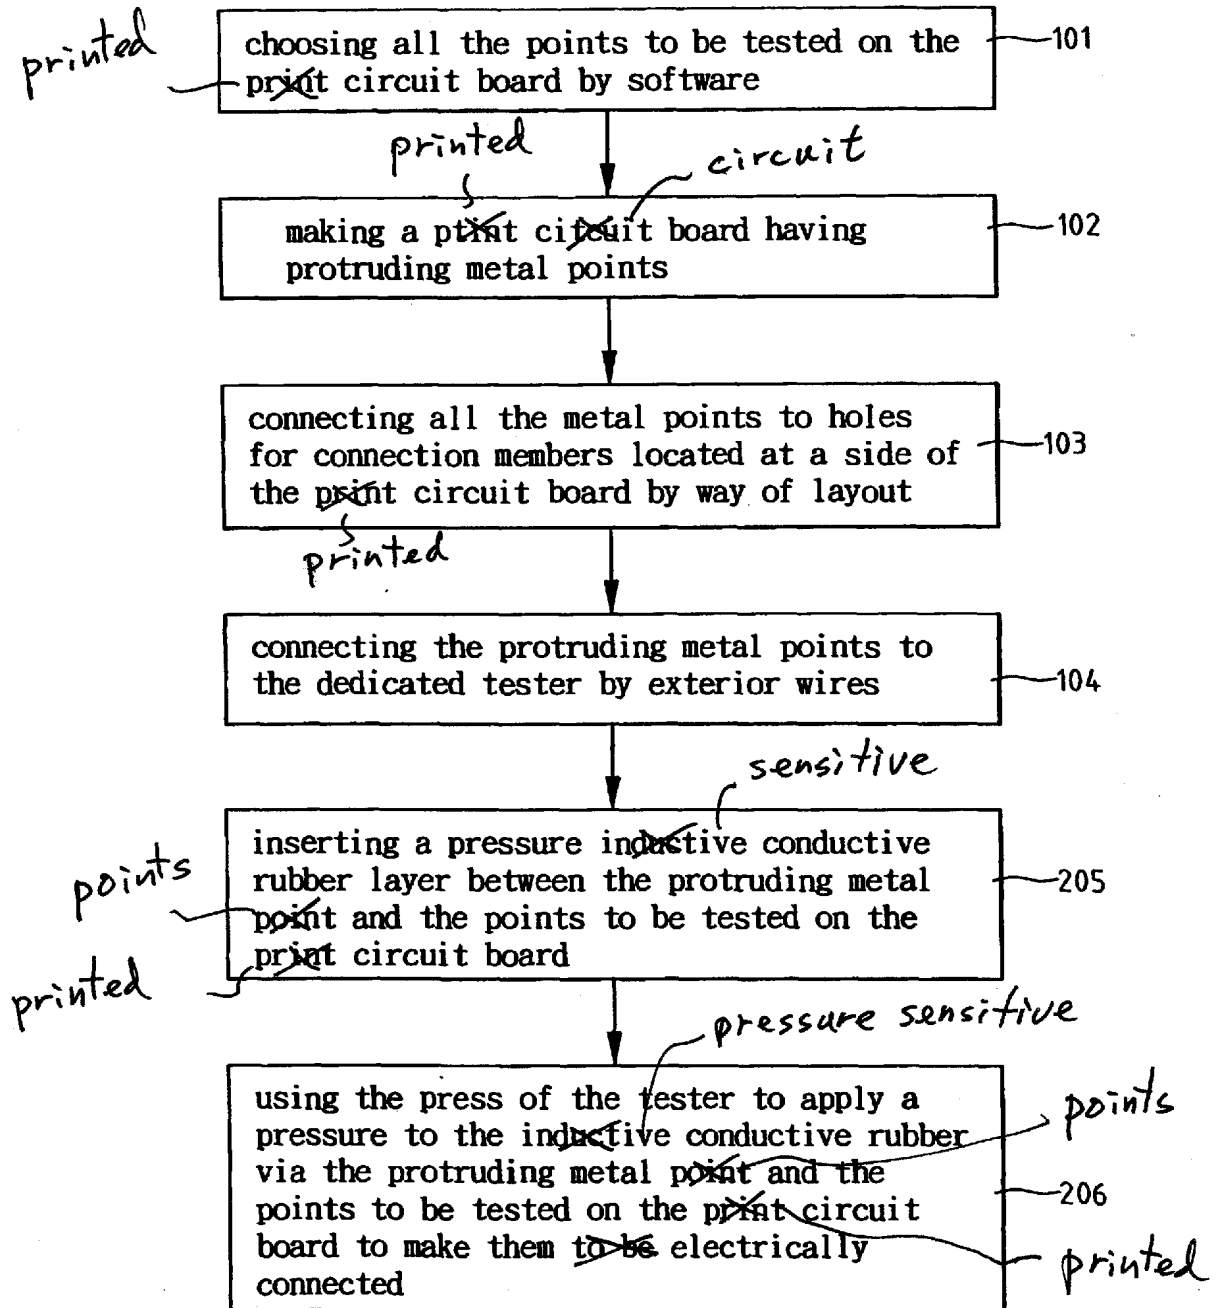 printed
choosing all the points to be tested on the
print circuit board by software
101
printed
circuit
making a ptint citcuit board having
protruding metal points
102
connecting all the metal points to holes
for connection members located at a side of
the print circuit board by way of layout
103
printed
connecting the protruding metal points to
the dedicated tester by exterior wires
104
sensitive
inserting a pressure inductive conductive
rubber layer between the protruding metal
point and the points to be tested on the
print circuit board
205
points
printed
pressure sensitive
using the press of the tester to apply a
pressure to the inductive conductive rubber
via the protruding metal point and the
points to be tested on the print circuit
board to make them to be electrically
connected
206
points
printed